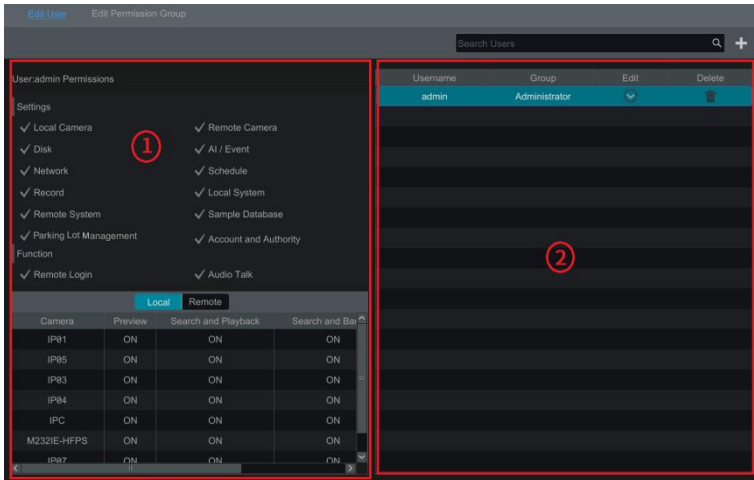 Edit User Edit Permission Group
Search Users
User:admin Permissions
Settings
Local Camera Remote Camera
Disk AI / Event
Network Schedule
Record Local System
Remote System Sample Database
Parking Lot Management Account and Authority
Function
Remote Login Audio Talk
1
Local Remote
Camera Preview Search and Playback Search and Ba
IP01 ON ON ON
IP05 ON ON ON
IP03 ON ON ON
IP04 ON ON ON
IPC ON ON ON
M232IE-HFPS ON ON ON
IP07 ON ON ON
Username Group Edit Delete
admin Administrator
2